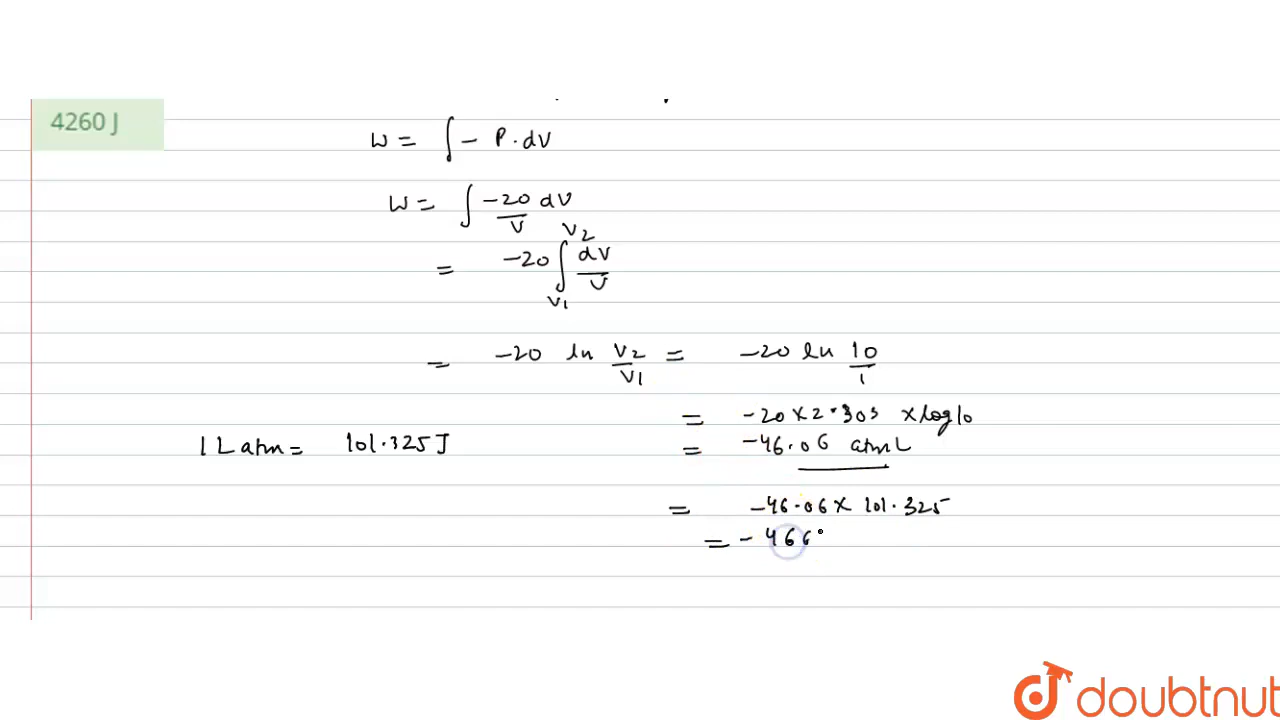 4260 J
W = ∫ - P. dV
W = ∫ -20/V dV
= -20 ∫V1 V2 dV/V
= -20 ln V2/V1 = -20 ln 10/1
= -20 x 2.303 x log10
1 L atm = 101.325J
= -46.06 atm L
= -46.06 x 101.325
= - 466
doubtnut